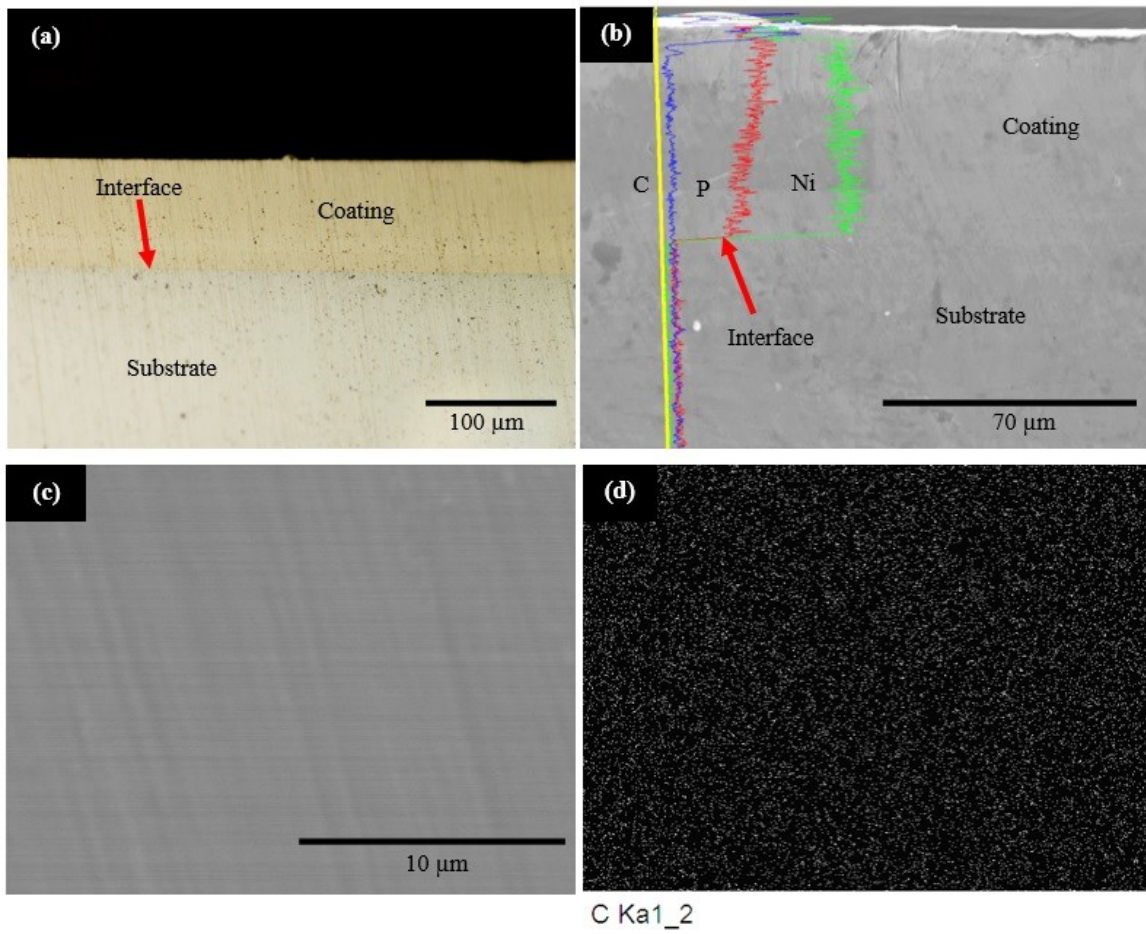 (a)
Interface
Coating
Substrate
100 µm
(b)
Coating
C
P
Ni
Interface
Substrate
70 µm
(c)
10 µm
(d)
C Ka1_2